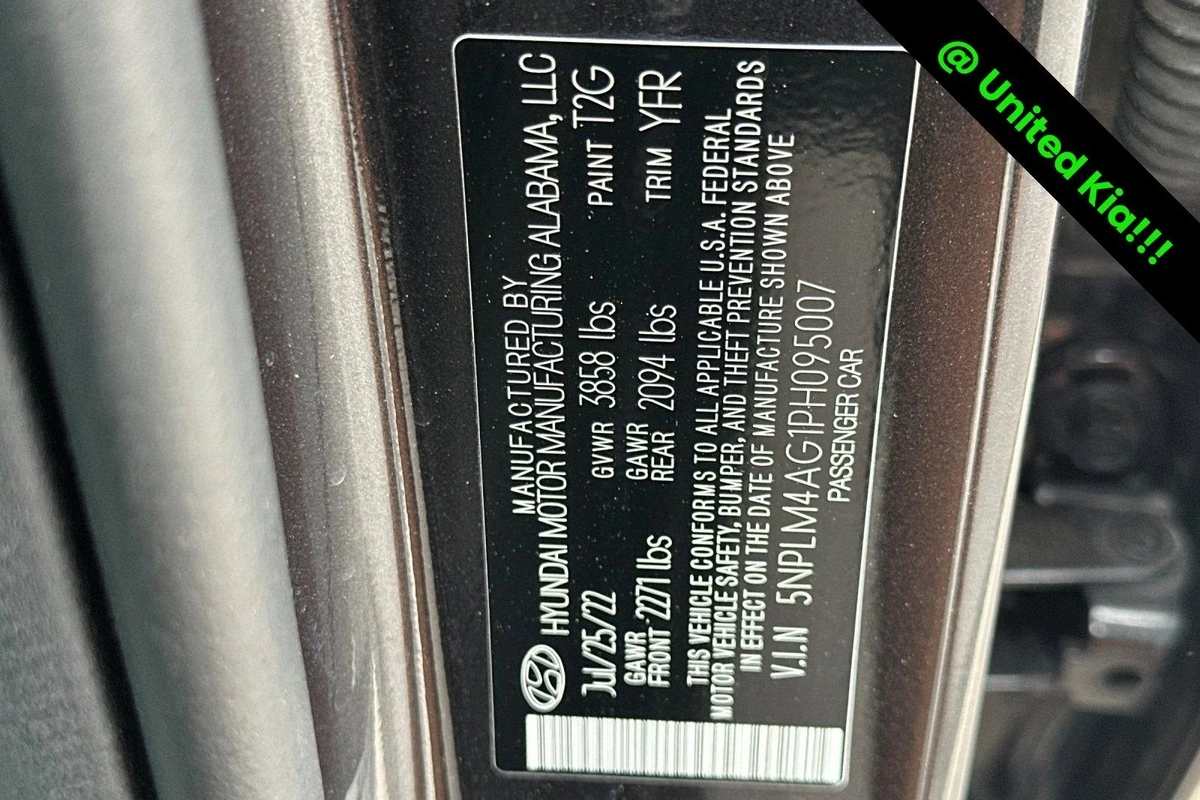 MANUFACTURED BY
HYUNDAI MOTOR MANUFACTURING ALABAMA, LLC
Jul/25/22 GVWR 3858 lbs PAINT T2G
GAWR FRONT 2271 lbs GAWR REAR 2094 lbs TRIM YFR
THIS VEHICLE CONFORMS TO ALL APPLICABLE U.S.A. FEDERAL
MOTOR VEHICLE SAFETY, BUMPER, AND THEFT PREVENTION STANDARDS
IN EFFECT ON THE DATE OF MANUFACTURE SHOWN ABOVE
V.I.N 5NPLM4AG1PH095007
PASSENGER CAR
@ United Kia!!!